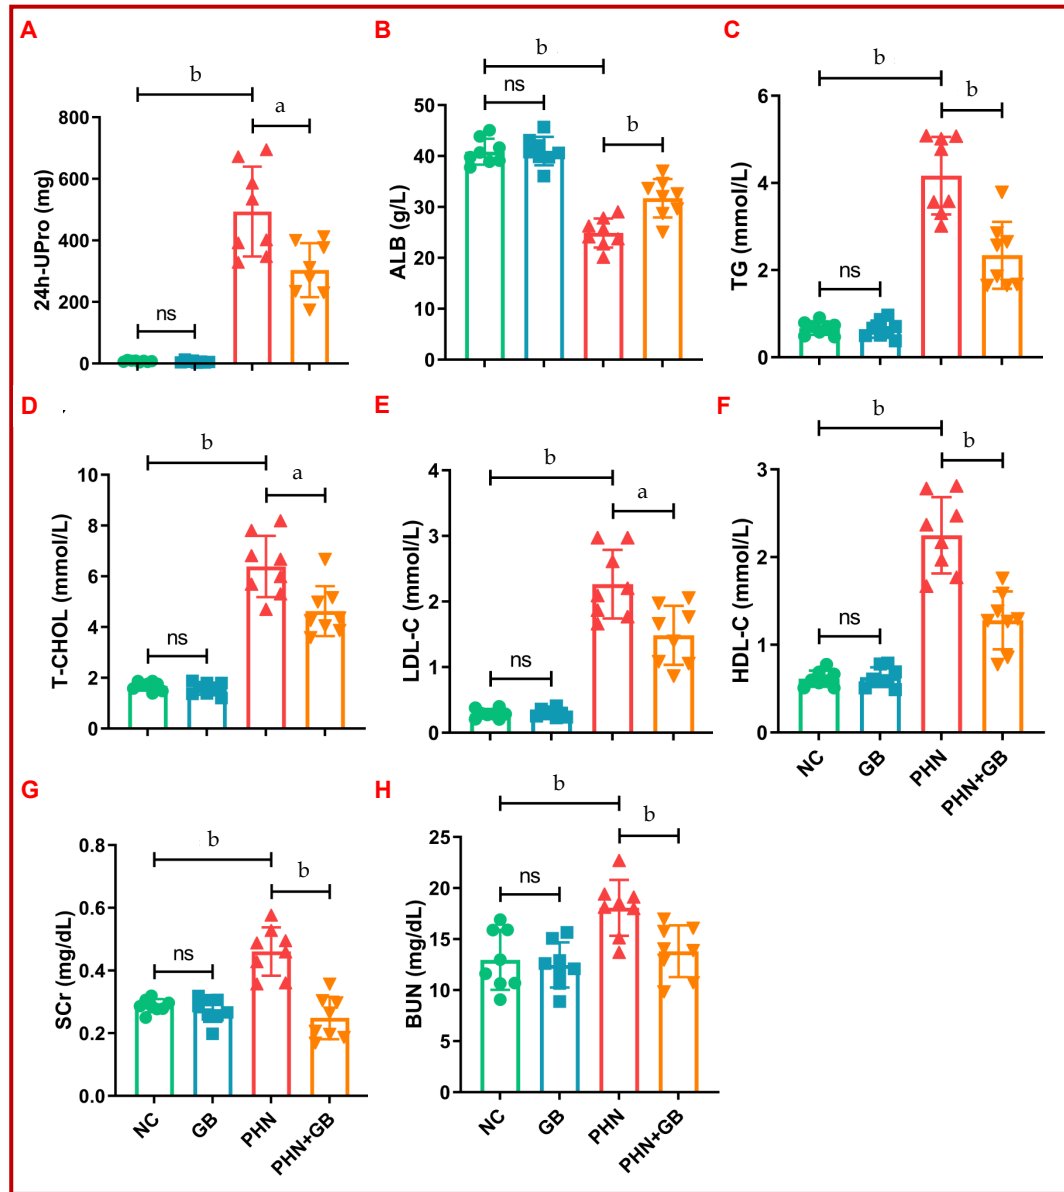 A
b
a
ns
24h-UPro (mg)
800
600
400
200
0
B
b
ns
b
ALB (g/L)
50
40
30
20
10
0
C
b
b
ns
TG (mmol/L)
6
4
2
0
D
b
a
ns
T-CHOL (mmol/L)
10
8
6
4
2
0
E
b
a
ns
LDL-C (mmol/L)
4
3
2
1
0
F
b
b
ns
HDL-C (mmol/L)
3
2
1
0
NC
GB
PHN
PHN+GB
G
b
b
ns
SCr (mg/dL)
0.8
0.6
0.4
0.2
0.0
NC
GB
PHN
PHN+GB
H
b
b
ns
BUN (mg/dL)
25
20
15
10
5
0
NC
GB
PHN
PHN+GB